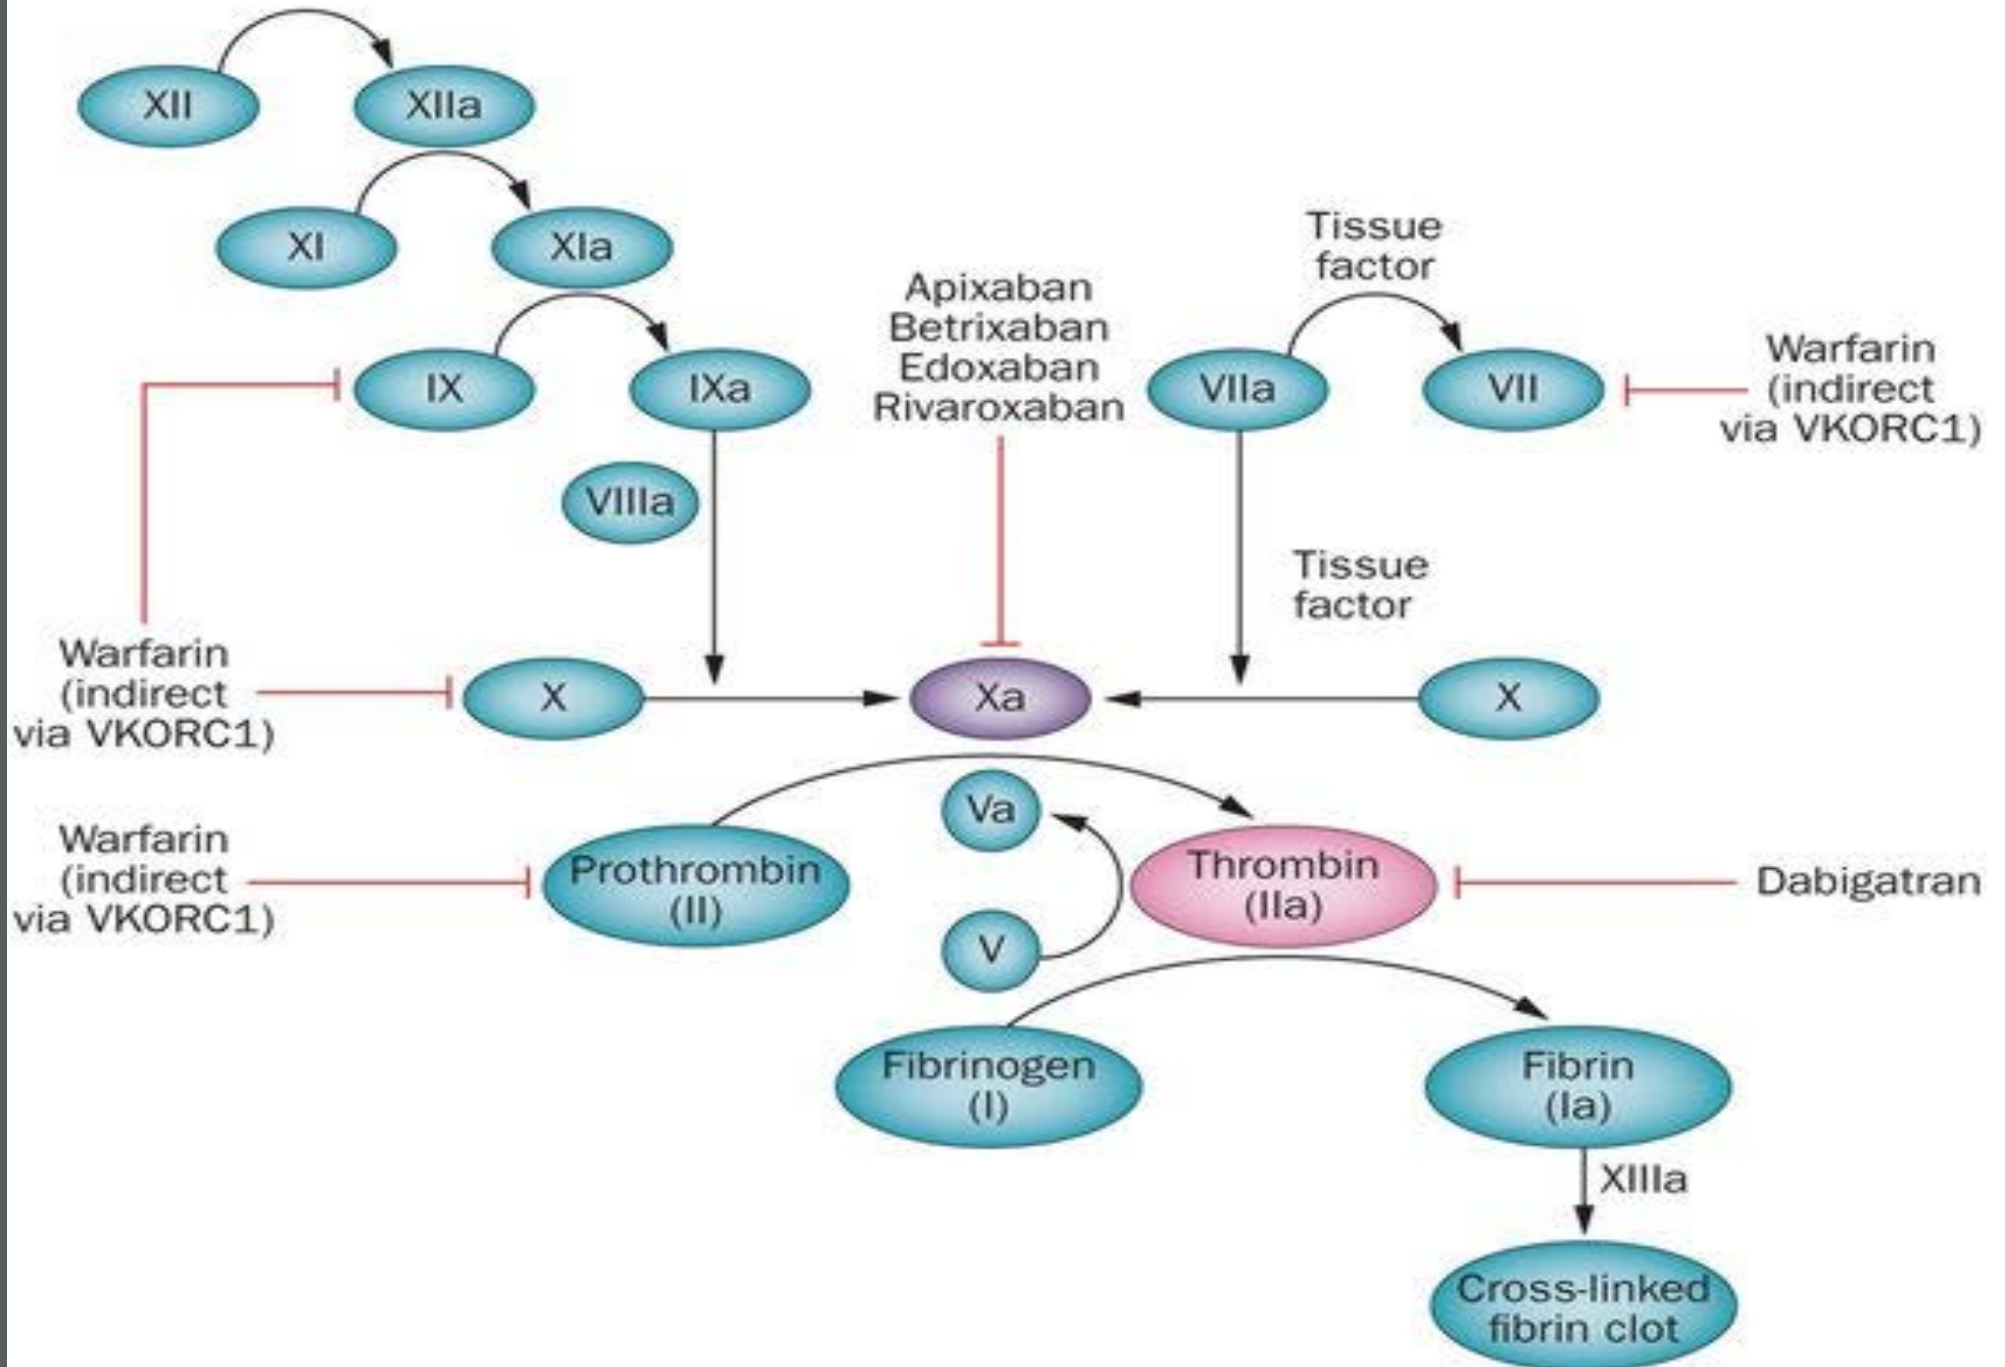 XII
XIIa
XI
XIa
Tissue
factor
Apixaban
Betrixaban
Edoxaban
Rivaroxaban
IX
IXa
VIIa
VII
Warfarin
(indirect
via VKORC1)
VIIIa
Tissue
factor
Warfarin
(indirect
via VKORC1)
X
Xa
X
Va
Warfarin
(indirect
via VKORC1)
Prothrombin
(II)
Thrombin
(IIa)
Dabigatran
V
Fibrinogen
(I)
Fibrin
(Ia)
XIIIa
Cross-linked
fibrin clot